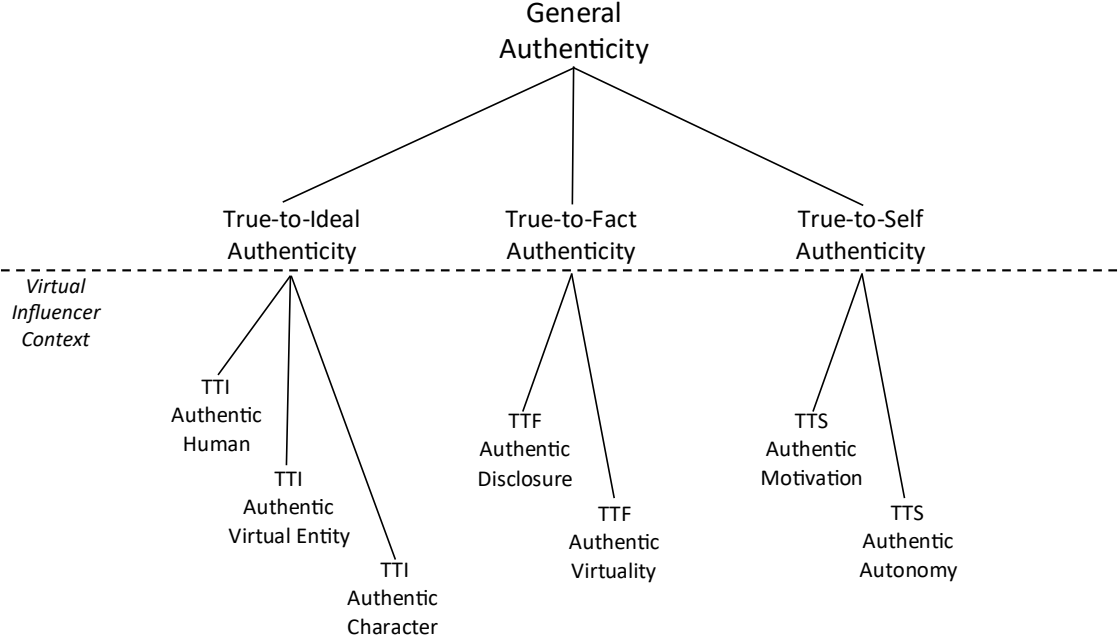 General
Authenticity
True-to-Ideal
Authenticity
True-to-Fact
Authenticity
True-to-Self
Authenticity
Virtual
Influencer
Context
TTI
Authentic
Human
TTI
Authentic
Virtual Entity
TTI
Authentic
Character
TTF
Authentic
Disclosure
TTF
Authentic
Virtuality
TTS
Authentic
Motivation
TTS
Authentic
Autonomy